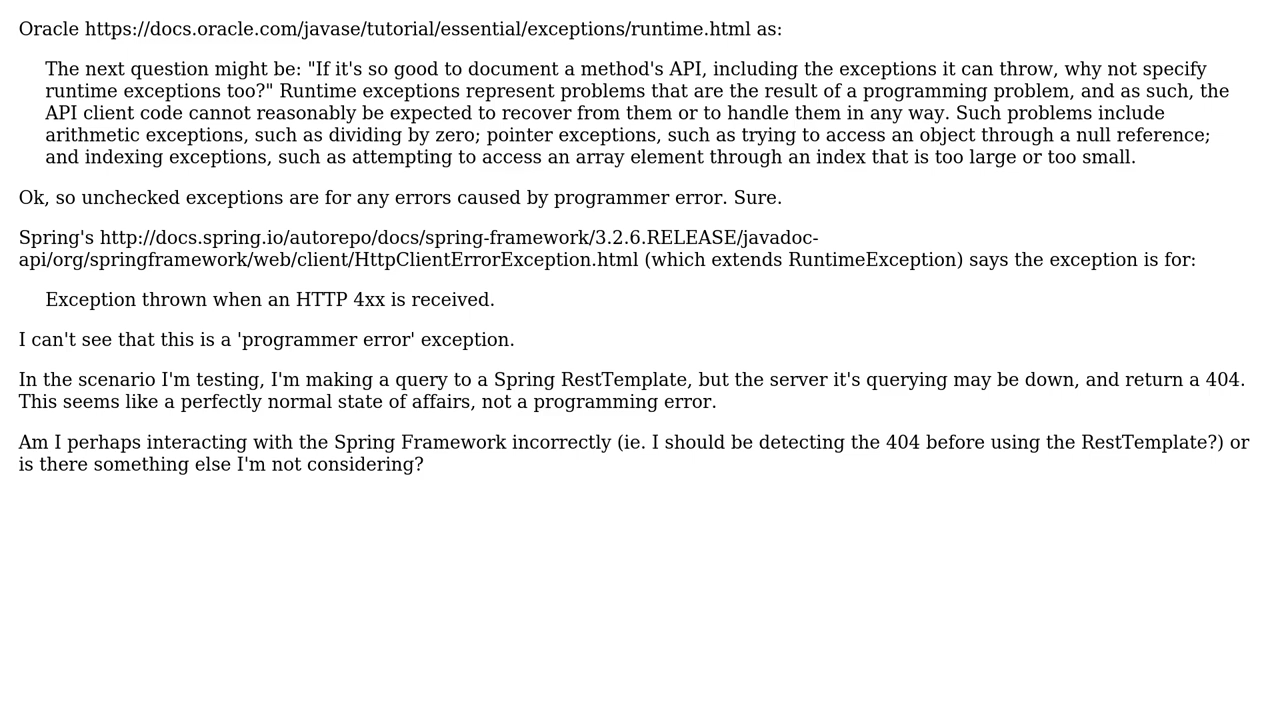 Oracle https://docs.oracle.com/javase/tutorial/essential/exceptions/runtime.html as:
The next question might be: "If it's so good to document a method's API, including the exceptions it can throw, why not specify
runtime exceptions too?" Runtime exceptions represent problems that are the result of a programming problem, and as such, the
API client code cannot reasonably be expected to recover from them or to handle them in any way. Such problems include
arithmetic exceptions, such as dividing by zero; pointer exceptions, such as trying to access an object through a null reference;
and indexing exceptions, such as attempting to access an array element through an index that is too large or too small.
Ok, so unchecked exceptions are for any errors caused by programmer error. Sure.
Spring's http://docs.spring.io/autorepo/docs/spring-framework/3.2.6.RELEASE/javadoc-
api/org/springframework/web/client/HttpClientErrorException.html (which extends RuntimeException) says the exception is for:
Exception thrown when an HTTP 4xx is received.
I can't see that this is a 'programmer error' exception.
In the scenario I'm testing, I'm making a query to a Spring RestTemplate, but the server it's querying may be down, and return a 404.
This seems like a perfectly normal state of affairs, not a programming error.
Am I perhaps interacting with the Spring Framework incorrectly (ie. I should be detecting the 404 before using the RestTemplate?) or
is there something else I'm not considering?